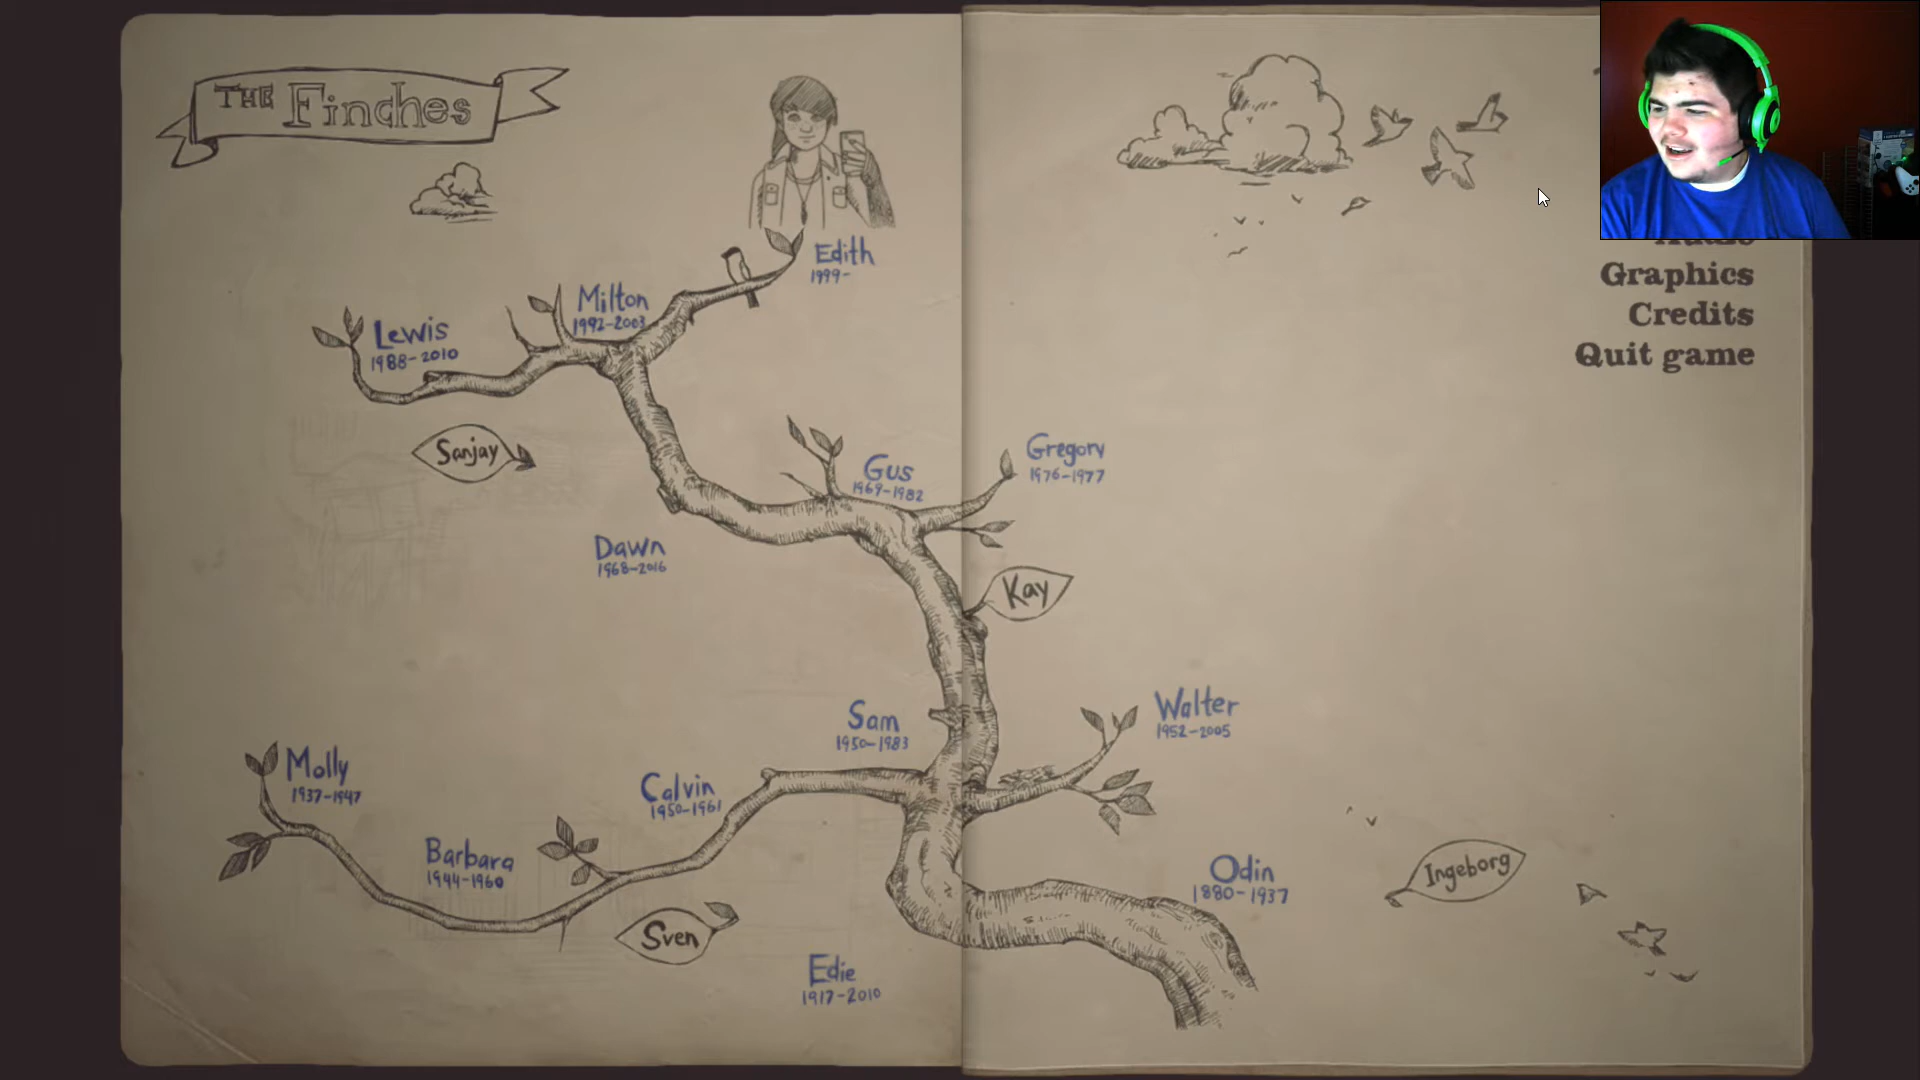 THE Finches
Edith
1999-
Milton
1992-2003
Lewis
1988-2010
Graphics
Credits
Quit game
Sanjay
Gus
1969-1982
Gregory
1976-1977
Dawn
1968-2016
Kay
Sam
1950-1983
Walter
1952-2005
Molly
1937-1947
Calvin
1950-1961
Barbara
1944-1960
Odin
1880-1937
Ingeborg
Sven
Edie
1917-2010